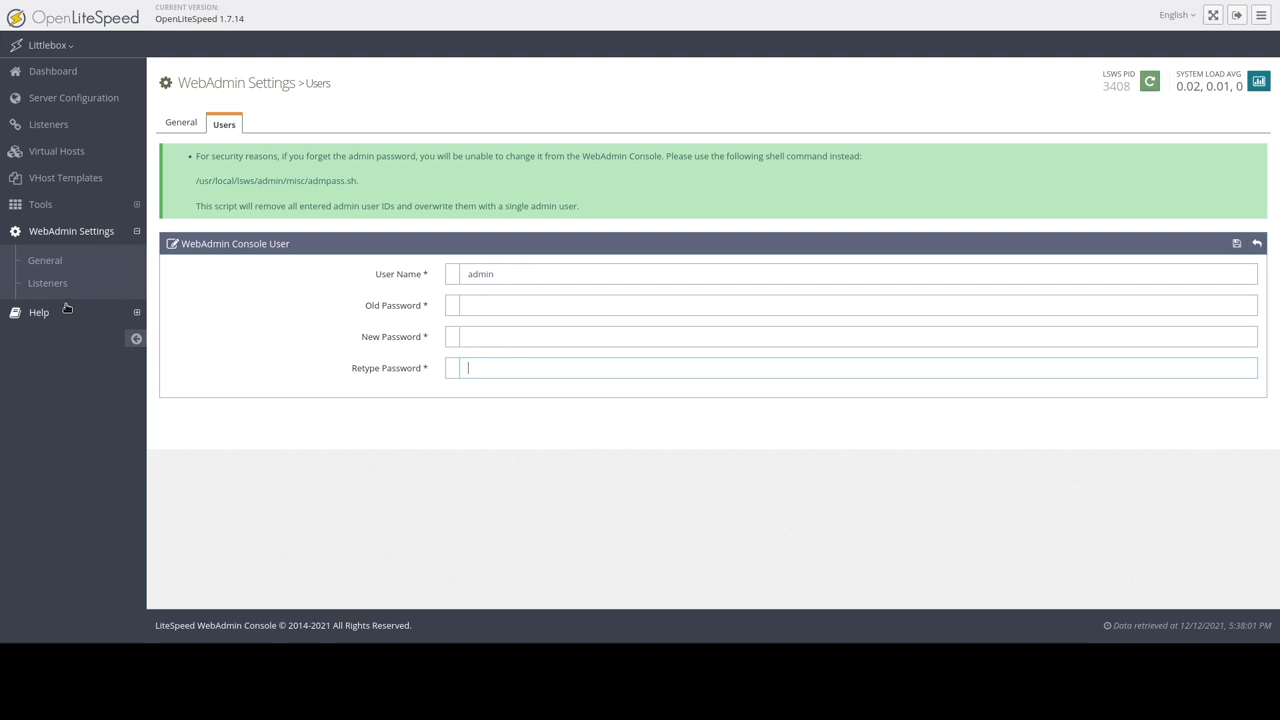 OpenLiteSpeed
CURRENT VERSION:
OpenLiteSpeed 1.7.14
English
Littlebox
Dashboard
Server Configuration
Listeners
Virtual Hosts
VHost Templates
Tools
WebAdmin Settings
General
Listeners
Help
WebAdmin Settings > Users
LSWS PID
3408
SYSTEM LOAD AVG
0.02, 0.01, 0
General
Users
For security reasons, if you forget the admin password, you will be unable to change it from the WebAdmin Console. Please use the following shell command instead:
/usr/local/lsws/admin/misc/admpass.sh.
This script will remove all entered admin user IDs and overwrite them with a single admin user.
WebAdmin Console User
User Name * admin
Old Password *
New Password *
Retype Password *
LiteSpeed WebAdmin Console © 2014-2021 All Rights Reserved.
Data retrieved at 12/12/2021, 5:38:01 PM